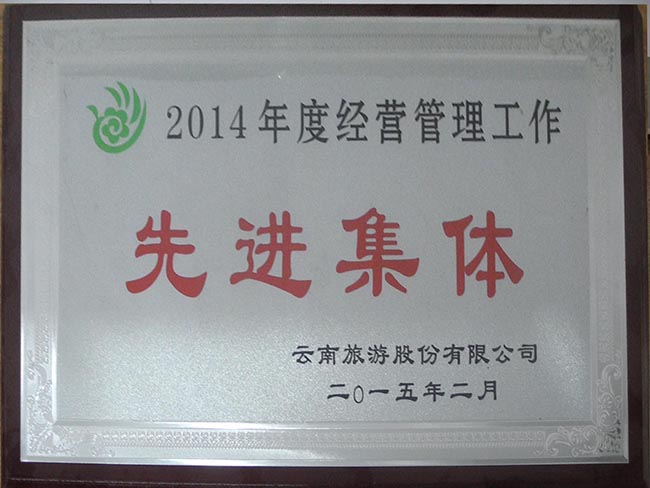 2014年度经营管理工作
先进集体
云南旅游股份有限公司
二〇一五年二月